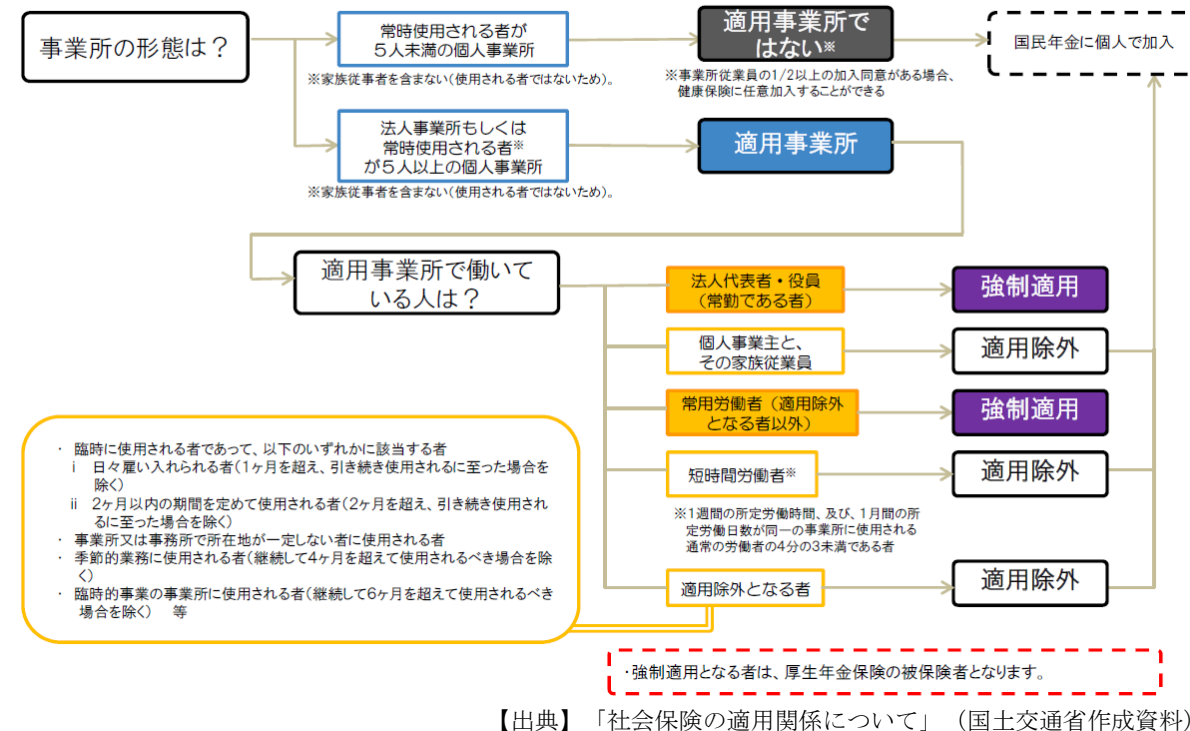 事業所の形態は？
常時使用される者が
5人未満の個人事業所
※家族従事者を含まない（使用される者ではないため）。
適用事業所で
はない※
※事業所従業員の1/2以上の加入同意がある場合、
健康保険に任意加入することができる
国民年金に個人で加入
法人事業所もしくは
常時使用される者※
が５人以上の個人事業所
※家族従事者を含まない（使用される者ではないため）。
適用事業所
適用事業所で働いて
いる人は？
法人代表者・役員
（常勤である者）
強制適用
個人事業主と、
その家族従業員
適用除外
常用労働者（適用除外
となる者以外）
強制適用
短時間労働者※
適用除外
※1週間の所定労働時間、及び、1月間の所
定労働日数が同一の事業所に使用される
通常の労働者の4分の3未満である者
適用除外となる者
適用除外
・ 臨時に使用される者であって、以下のいずれかに該当する者
ⅰ 日々雇い入れられる者（1ヶ月を超え、引き続き使用されるに至った場合を
除く）
ⅱ 2ヶ月以内の期間を定めて使用される者（2ヶ月を超え、引き続き使用され
るに至った場合を除く）
・ 事業所又は事務所で所在地が一定しない者に使用される者
・ 季節的業務に使用される者（継続して4ヶ月を超えて使用されるべき場合を除
く）
・ 臨時的事業の事業所に使用される者（継続して6ヶ月を超えて使用されるべき
場合を除く） 等
・強制適用となる者は、厚生年金保険の被保険者となります。
【出典】「社会保険の適用関係について」（国土交通省作成資料）